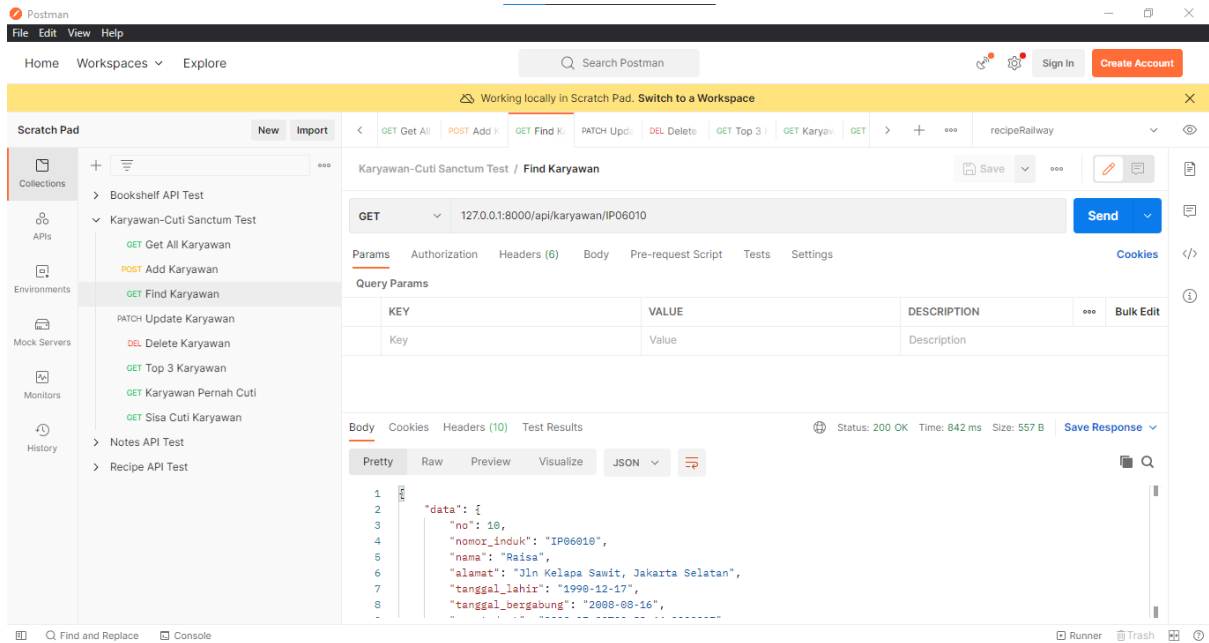 Postman
File Edit View Help
Home Workspaces Explore Search Postman Sign In Create Account
Working locally in Scratch Pad. Switch to a Workspace
Scratch Pad New Import
GET Get All POST Add K GET Find K PATCH Upda DEL Delete GET Top 3 GET Karyaw GET recipeRailway
Collections
APIs
Environments
Mock Servers
Monitors
History
Bookshelf API Test
Karyawan-Cuti Sanctum Test
GET Get All Karyawan
POST Add Karyawan
GET Find Karyawan
PATCH Update Karyawan
DEL Delete Karyawan
GET Top 3 Karyawan
GET Karyawan Pernah Cuti
GET Sisa Cuti Karyawan
Notes API Test
Recipe API Test
Karyawan-Cuti Sanctum Test / Find Karyawan Save
GET 127.0.0.1:8000/api/karyawan/IP06010 Send
Params Authorization Headers (6) Body Pre-request Script Tests Settings Cookies
Query Params
KEY VALUE DESCRIPTION Bulk Edit
Key Value Description
Body Cookies Headers (10) Test Results Status: 200 OK Time: 842 ms Size: 557 B Save Response
Pretty Raw Preview Visualize JSON
1 {
2 "data": {
3 "no": 10,
4 "nomor_induk": "IP06010",
5 "nama": "Raisa",
6 "alamat": "Jln Kelapa Sawit, Jakarta Selatan",
7 "tanggal_lahir": "1990-12-17",
8 "tanggal_bergabung": "2008-08-16",
Find and Replace Console Runner Trash